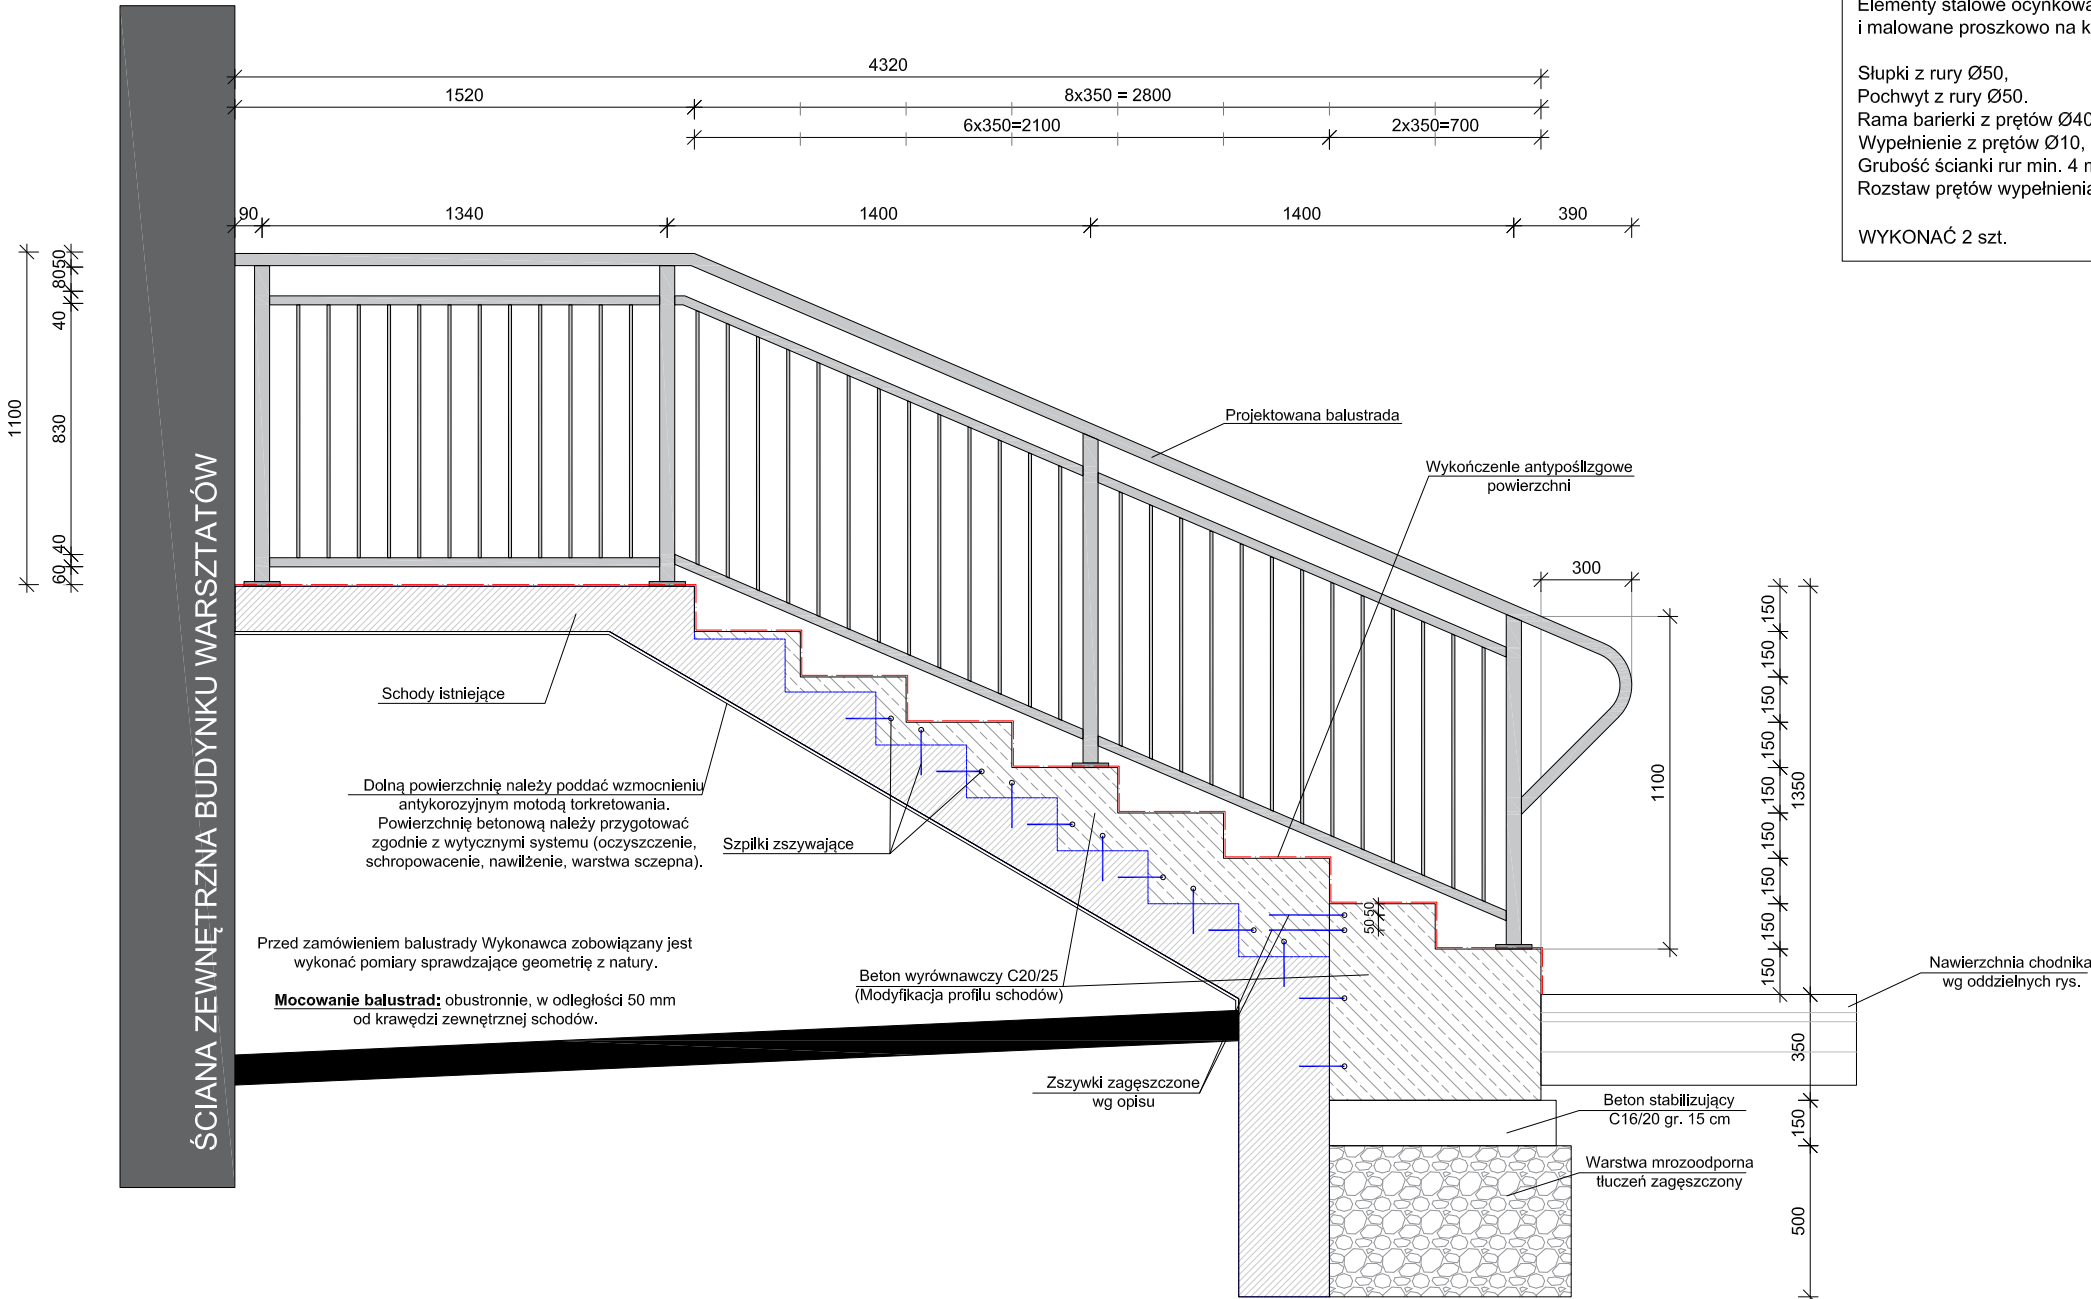 Elementy stalowe ocynkowa
i malowane proszkowo na k
Słupki z rury Ø50,
Pochwyt z rury Ø50.
Rama barierki z prętów Ø40
Wypełnienie z prętów Ø10,
Grubość ścianki rur min. 4 m
Rozstaw prętów wypełnienia
WYKONAĆ 2 szt.
4320
1520
8x350 = 2800
6x350=2100
2x350=700
90
1340
1400
1400
390
1100
50
80
40
830
40
60
ŚCIANA ZEWNĘTRZNA BUDYNKU WARSZTATÓW
Projektowana balustrada
Wykończenie antypoślizgowe
powierzchni
300
1100
150
150
150
150
150
150
150
150
150
1350
350
150
500
50
50
Schody istniejące
Dolną powierzchnię należy poddać wzmocnieniu
antykorozyjnym motodą torkretowania.
Powierzchnię betonową należy przygotować
zgodnie z wytycznymi systemu (oczyszczenie,
schropowacenie, nawilżenie, warstwa sczepna).
Szpilki zszywające
Przed zamówieniem balustrady Wykonawca zobowiązany jest
wykonać pomiary sprawdzające geometrię z natury.
Mocowanie balustrad: obustronnie, w odległości 50 mm
od krawędzi zewnętrznej schodów.
Beton wyrównawczy C20/25
(Modyfikacja profilu schodów)
Zszywki zagęszczone
wg opisu
Nawierzchnia chodnika
wg oddzielnych rys.
Beton stabilizujący
C16/20 gr. 15 cm
Warstwa mrozoodporna
tłuczeń zagęszczony